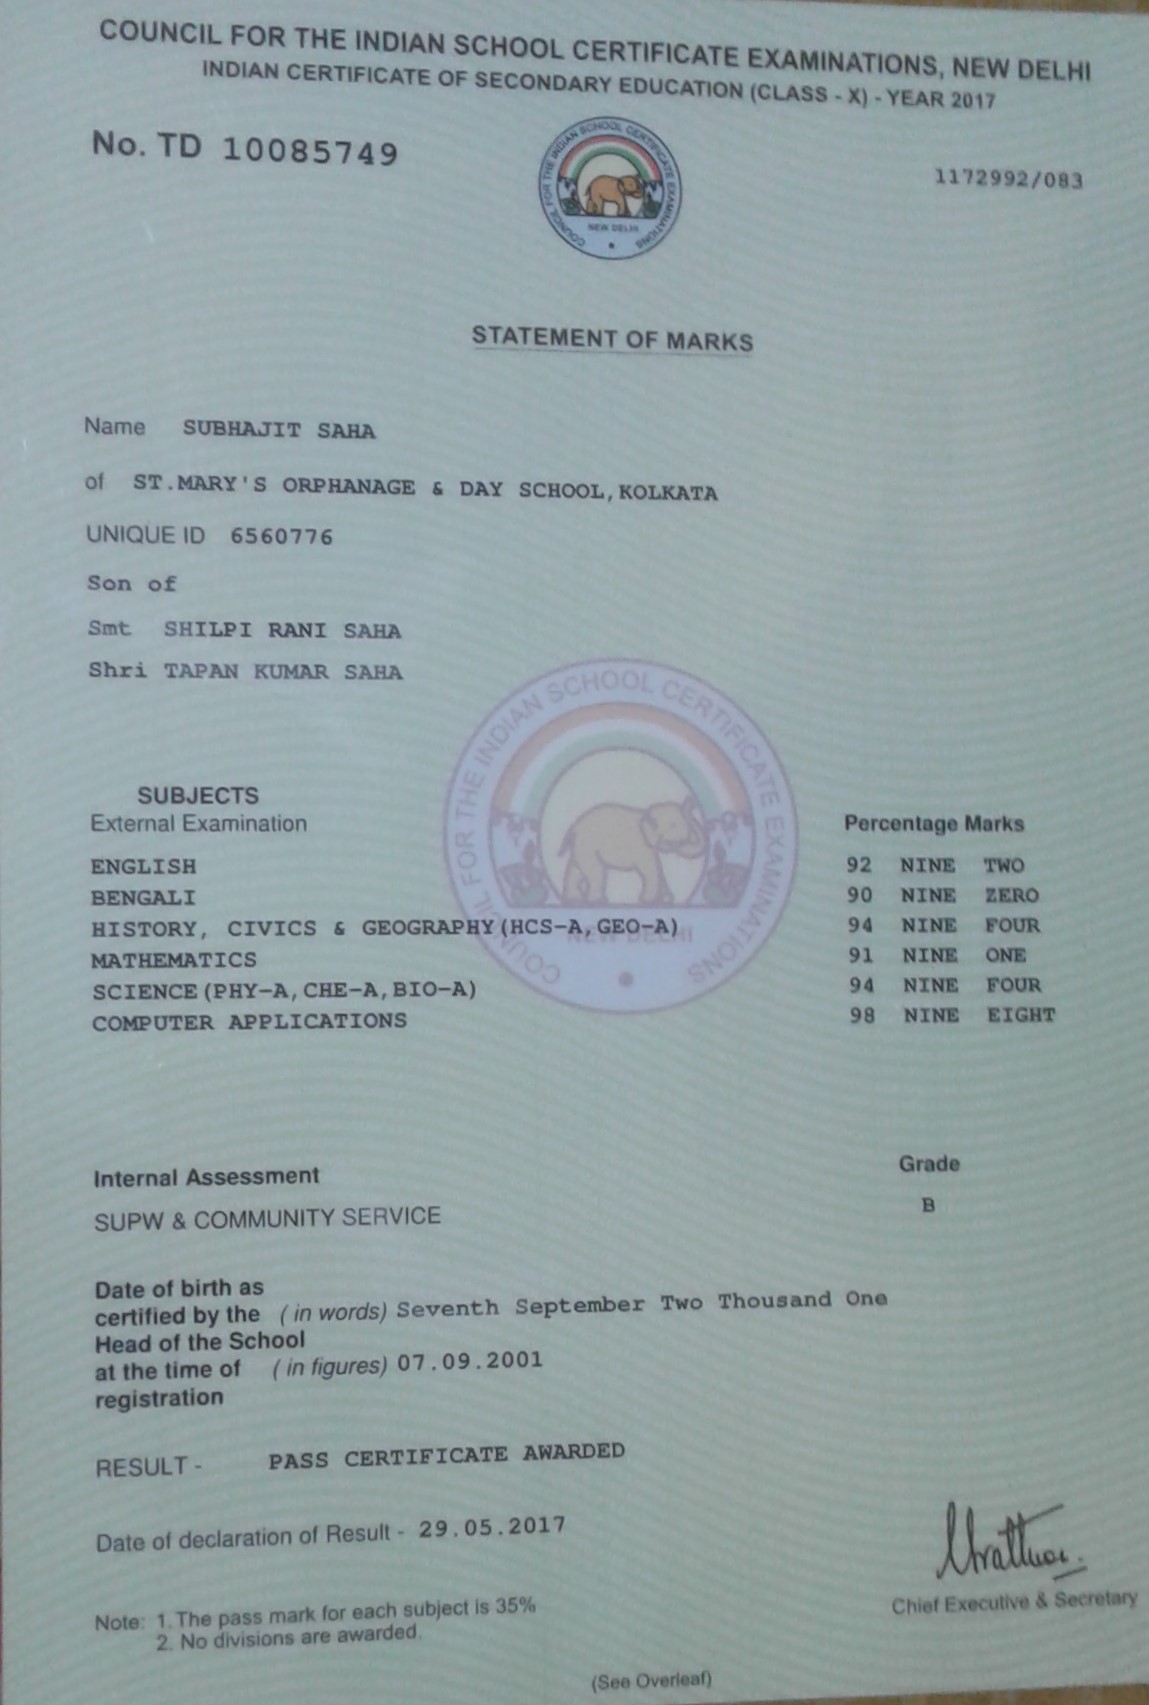 COUNCIL FOR THE INDIAN SCHOOL CERTIFICATE EXAMINATIONS, NEW DELHI
INDIAN CERTIFICATE OF SECONDARY EDUCATION (CLASS - X) - YEAR 2017
No. TD 10085749
1172992/083
COUNCIL FOR THE INDIAN SCHOOL CERTIFICATE EXAMINATIONS
NEW DELHI
STATEMENT OF MARKS
Name SUBHAJIT SAHA
of ST.MARY'S ORPHANAGE & DAY SCHOOL,KOLKATA
UNIQUE ID 6560776
Son of
Smt SHILPI RANI SAHA
Shri TAPAN KUMAR SAHA
COUNCIL FOR THE INDIAN SCHOOL CERTIFICATE EXAMINATIONS
NEW DELHI
SUBJECTS
External Examination Percentage Marks
ENGLISH 92 NINE TWO
BENGALI 90 NINE ZERO
HISTORY, CIVICS & GEOGRAPHY(HCS-A,GEO-A) 94 NINE FOUR
MATHEMATICS 91 NINE ONE
SCIENCE(PHY-A,CHE-A,BIO-A) 94 NINE FOUR
COMPUTER APPLICATIONS 98 NINE EIGHT
Internal Assessment Grade
SUPW & COMMUNITY SERVICE B
Date of birth as
certified by the (in words) Seventh September Two Thousand One
Head of the School
at the time of (in figures) 07.09.2001
registration
RESULT - PASS CERTIFICATE AWARDED
Date of declaration of Result - 29.05.2017
Chief Executive & Secretary
Note: 1. The pass mark for each subject is 35%
2. No divisions are awarded.
(See Overleaf)